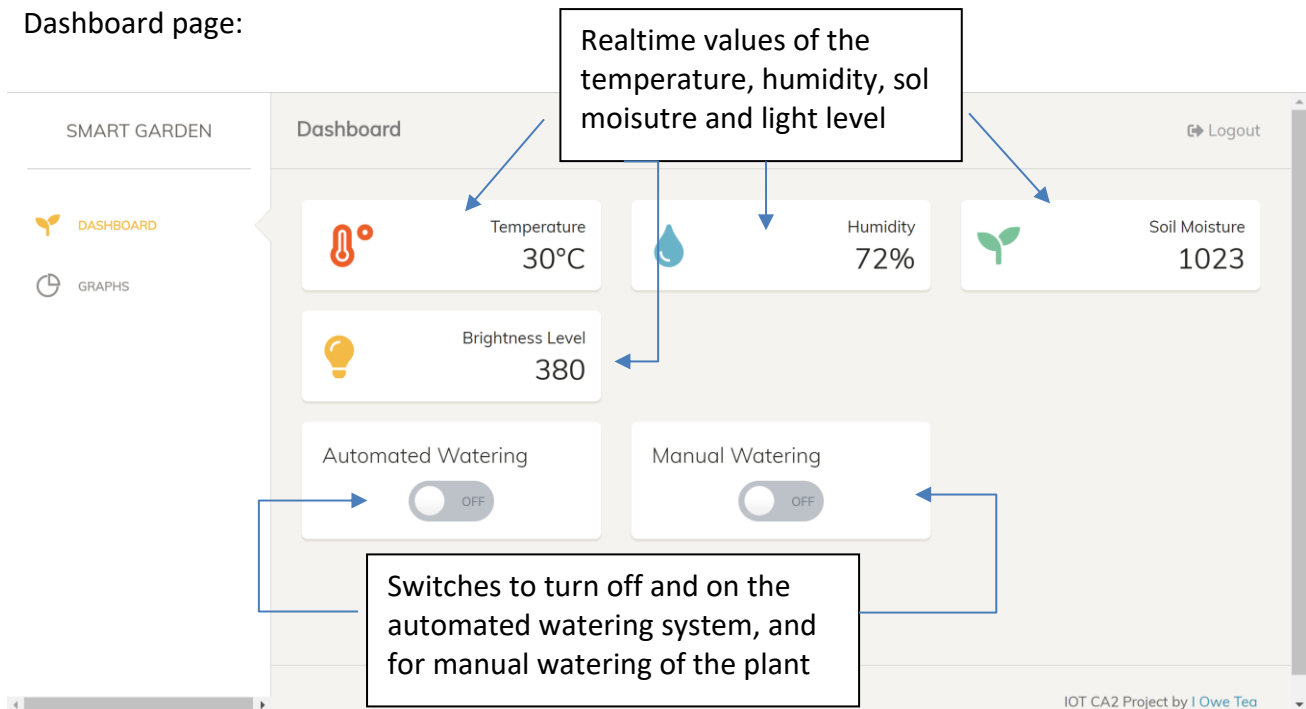 Dashboard page:
Realtime values of the
temperature, humidity, sol
moisutre and light level
SMART GARDEN
Dashboard
Logout
DASHBOARD
GRAPHS
Temperature
30°C
Humidity
72%
Soil Moisture
1023
Brightness Level
380
Automated Watering
OFF
Manual Watering
OFF
Switches to turn off and on the
automated watering system, and
for manual watering of the plant
IOT CA2 Project by I Owe Tea